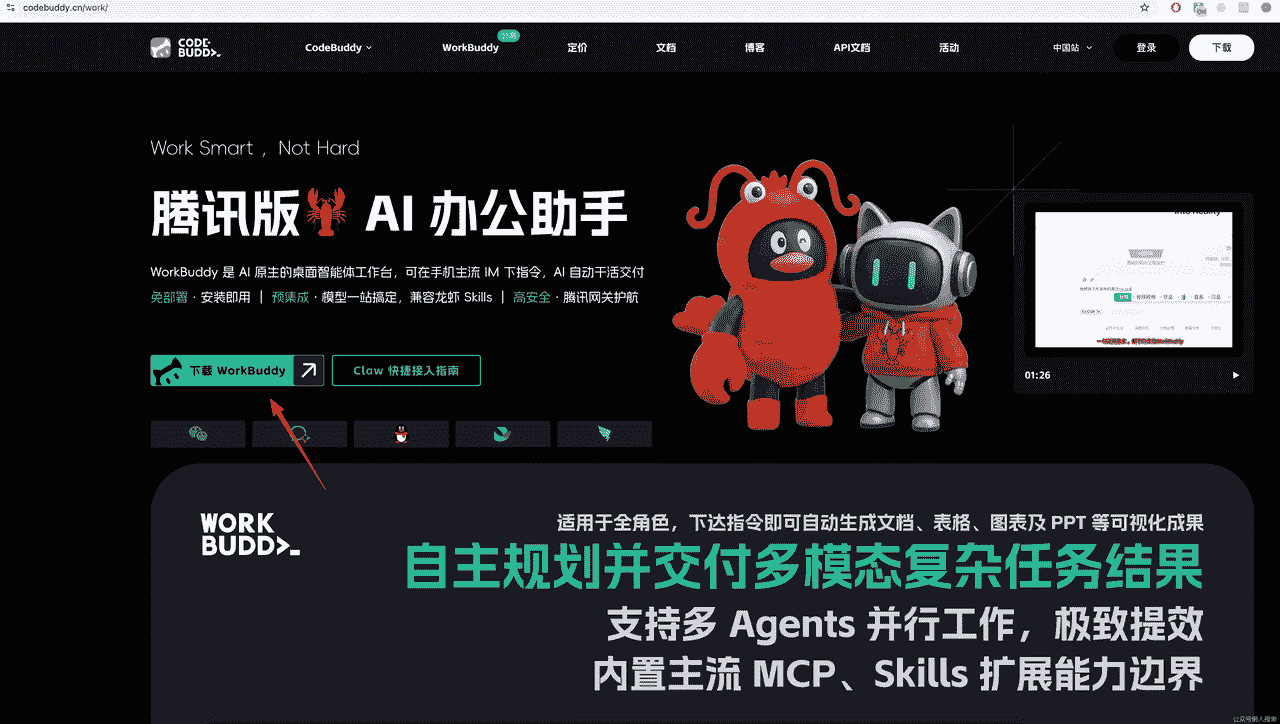 codebuddy.cn/work/
CODE
BUDD>_
CodeBuddy
WorkBuddy
公测
定价
文档
博客
API文档
活动
中国站
登录
下载
Work Smart ，Not Hard
腾讯版 AI 办公助手
WorkBuddy 是 AI 原生的桌面智能体工作台，可在手机主流 IM 下指令，AI 自动干活交付
免部署 · 安装即用 | 预集成 · 模型一站搞定，兼容龙虾 Skills | 高安全 · 腾讯网关护航
下载 WorkBuddy
Claw 快捷接入指南
01:26
WORK
BUDD>_
适用于全角色，下达指令即可自动生成文档、表格、图表及 PPT 等可视化成果
自主规划并交付多模态复杂任务结果
支持多 Agents 并行工作，极致提效
内置主流 MCP、Skills 扩展能力边界
公众号懒人搜索